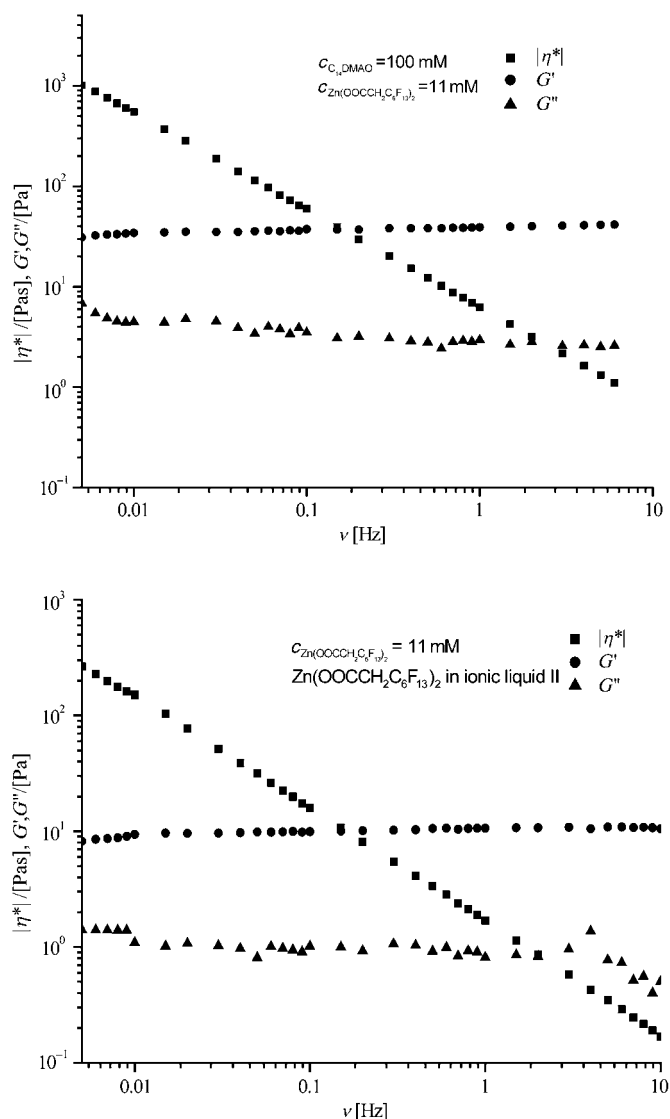 c_C₁₄DMAO = 100 mM
c_Zn(OOCCH₂C₆F₁₃)₂ = 11 mM
|η*|
G'
G''
10³
10²
10¹
10⁰
10⁻¹
|η*|/[Pas], G',G''/[Pa]
0.01 0.1 1 10
ν [Hz]
c_Zn(OOCCH₂C₆F₁₃)₂ = 11 mM
Zn(OOCCH₂C₆F₁₃)₂ in ionic liquid II
|η*|
G'
G''
10³
10²
10¹
10⁰
10⁻¹
|η*|/[Pas], G',G''/[Pa]
0.01 0.1 1 10
ν [Hz]